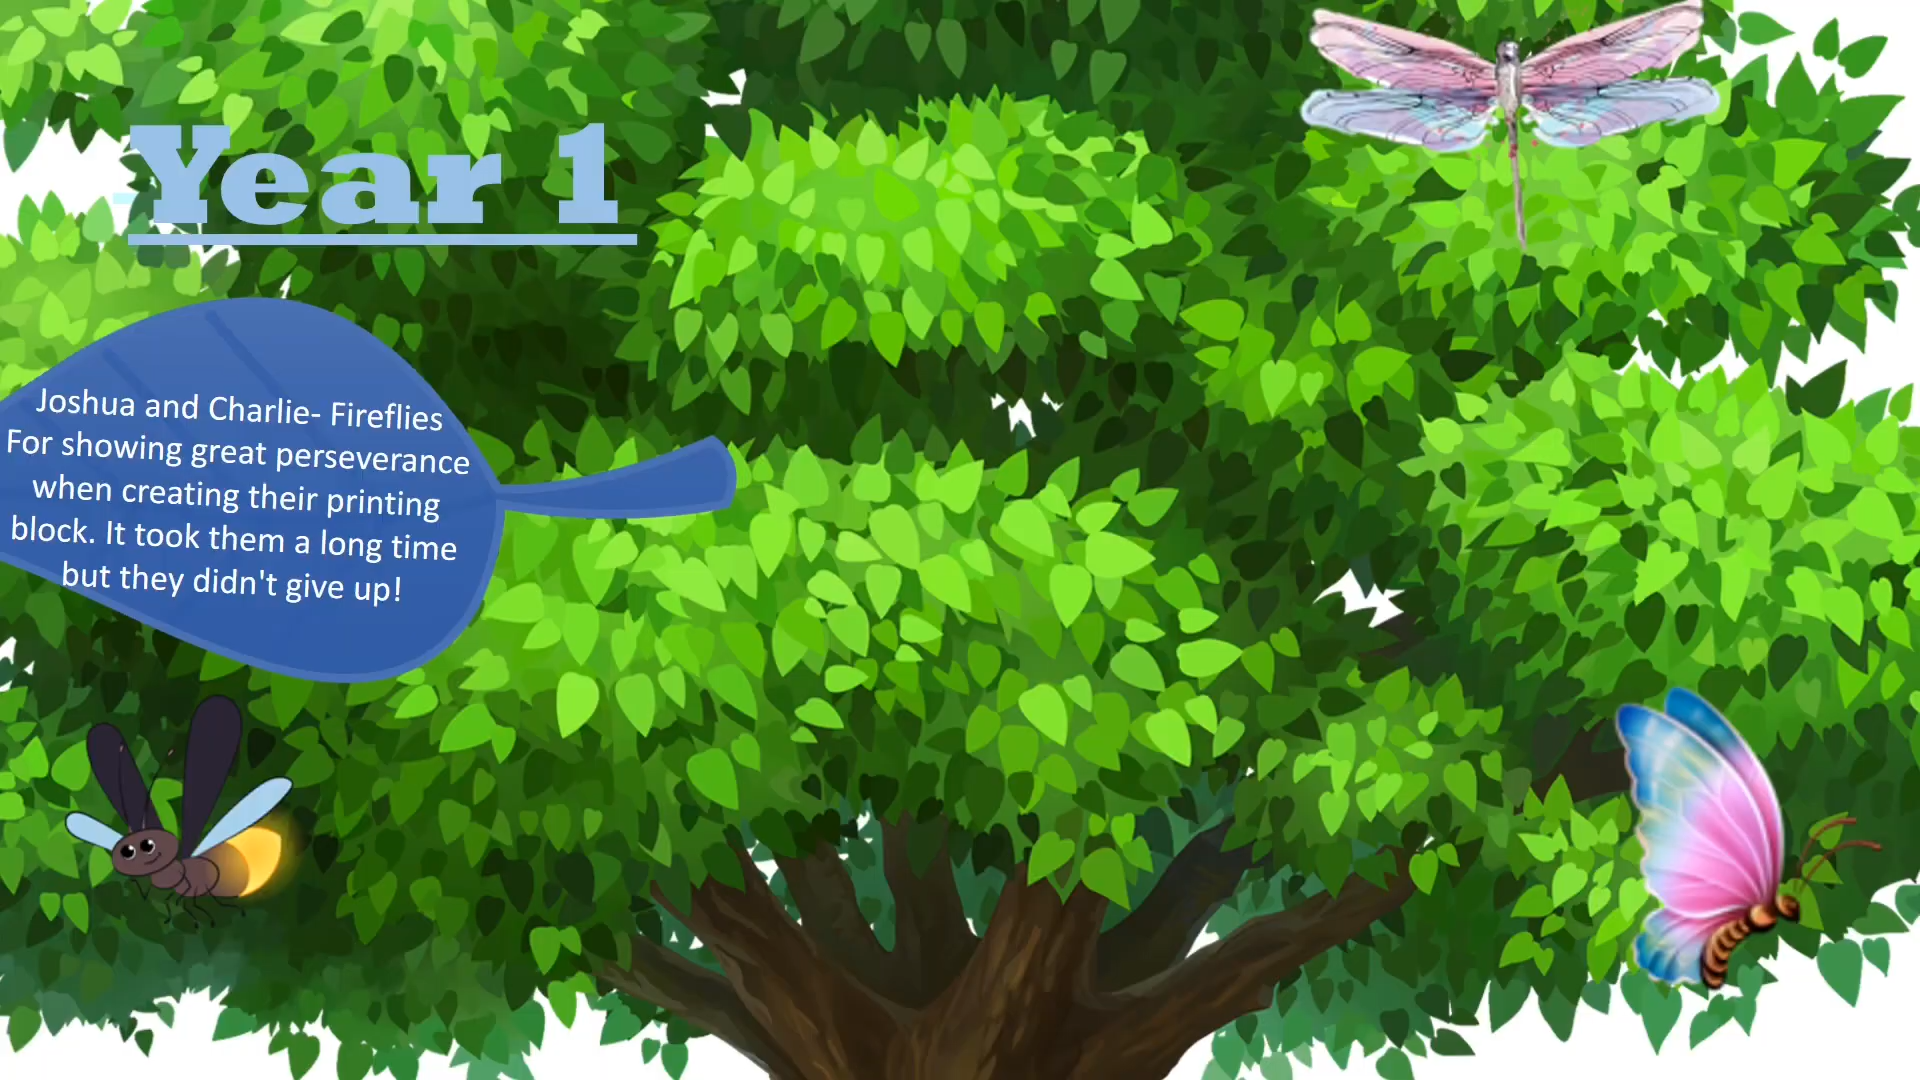 Year 1
Joshua and Charlie- Fireflies
For showing great perseverance
when creating their printing
block. It took them a long time
but they didn't give up!